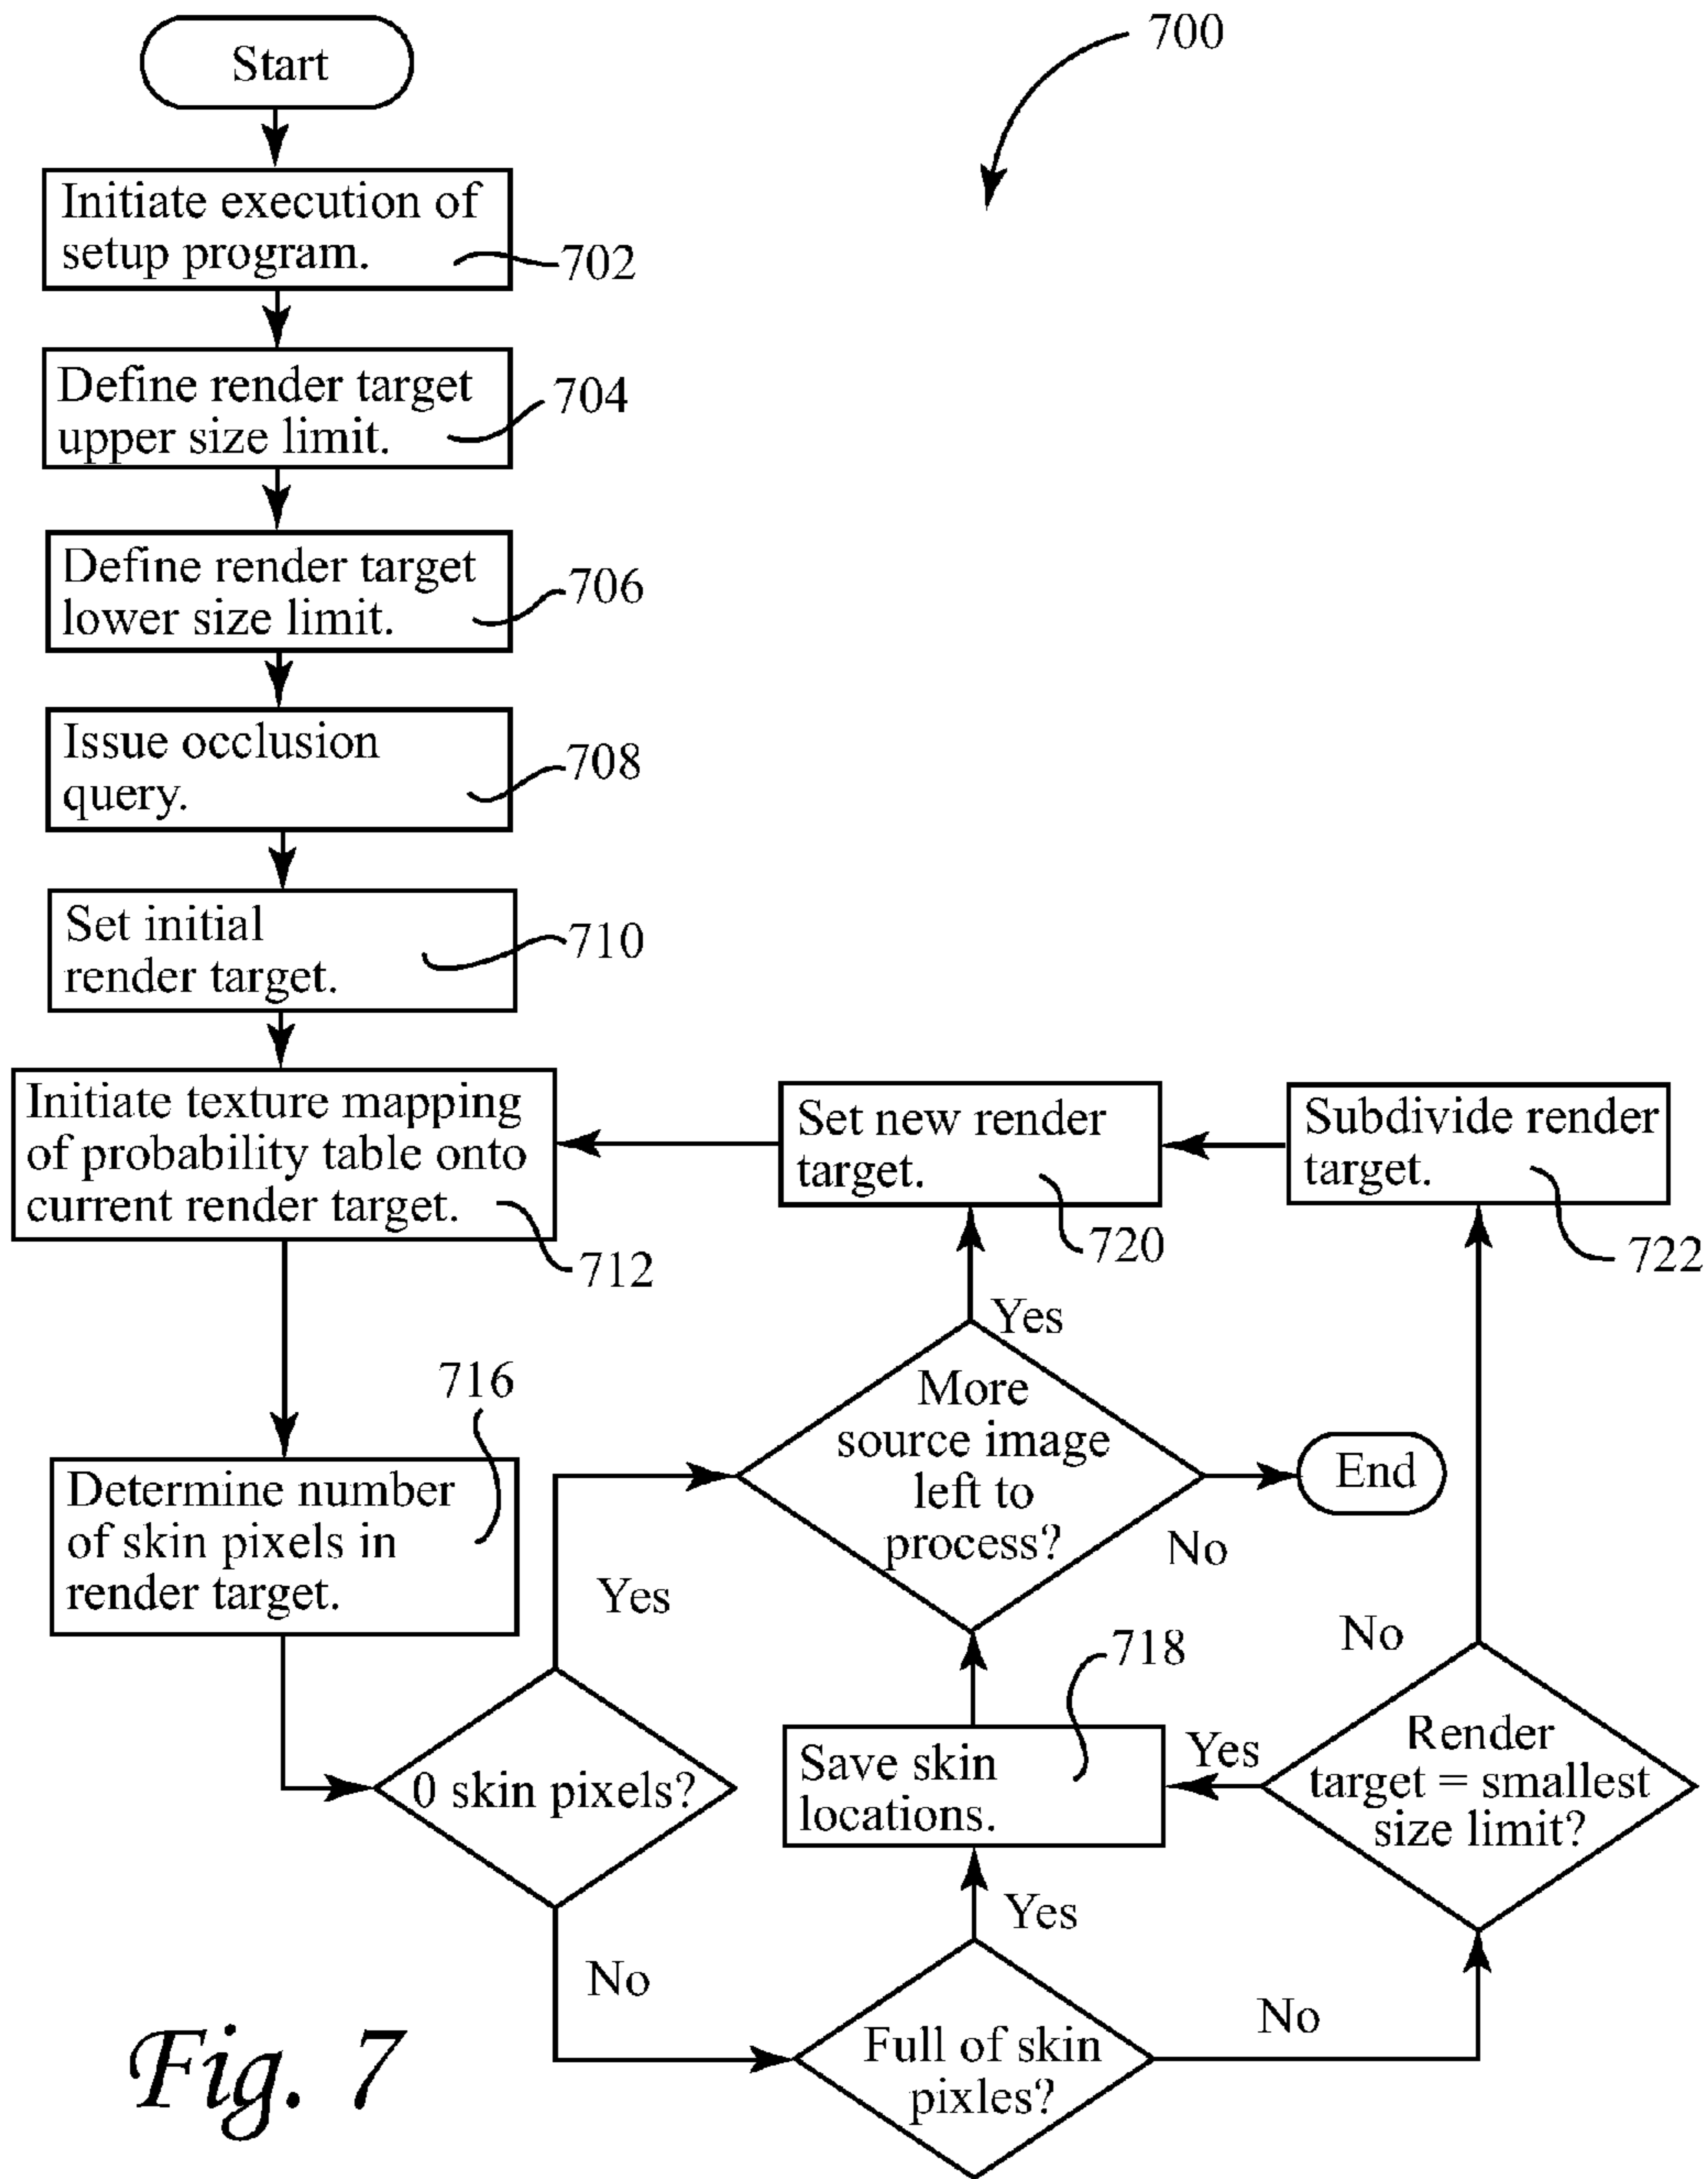 Start
700
Initiate execution of
setup program.
702
Define render target
upper size limit.
704
Define render target
lower size limit.
706
Issue occlusion
query.
708
Set initial
render target.
710
Initiate texture mapping
of probability table onto
current render target.
712
Set new render
target.
720
Subdivide render
target.
722
Yes
More
source image
left to
process?
End
No
716
Determine number
of skin pixels in
render target.
Yes
0 skin pixels?
No
718
Save skin
locations.
Yes
No
Render
target = smallest
size limit?
Yes
Full of skin
pixles?
No
Fig. 7